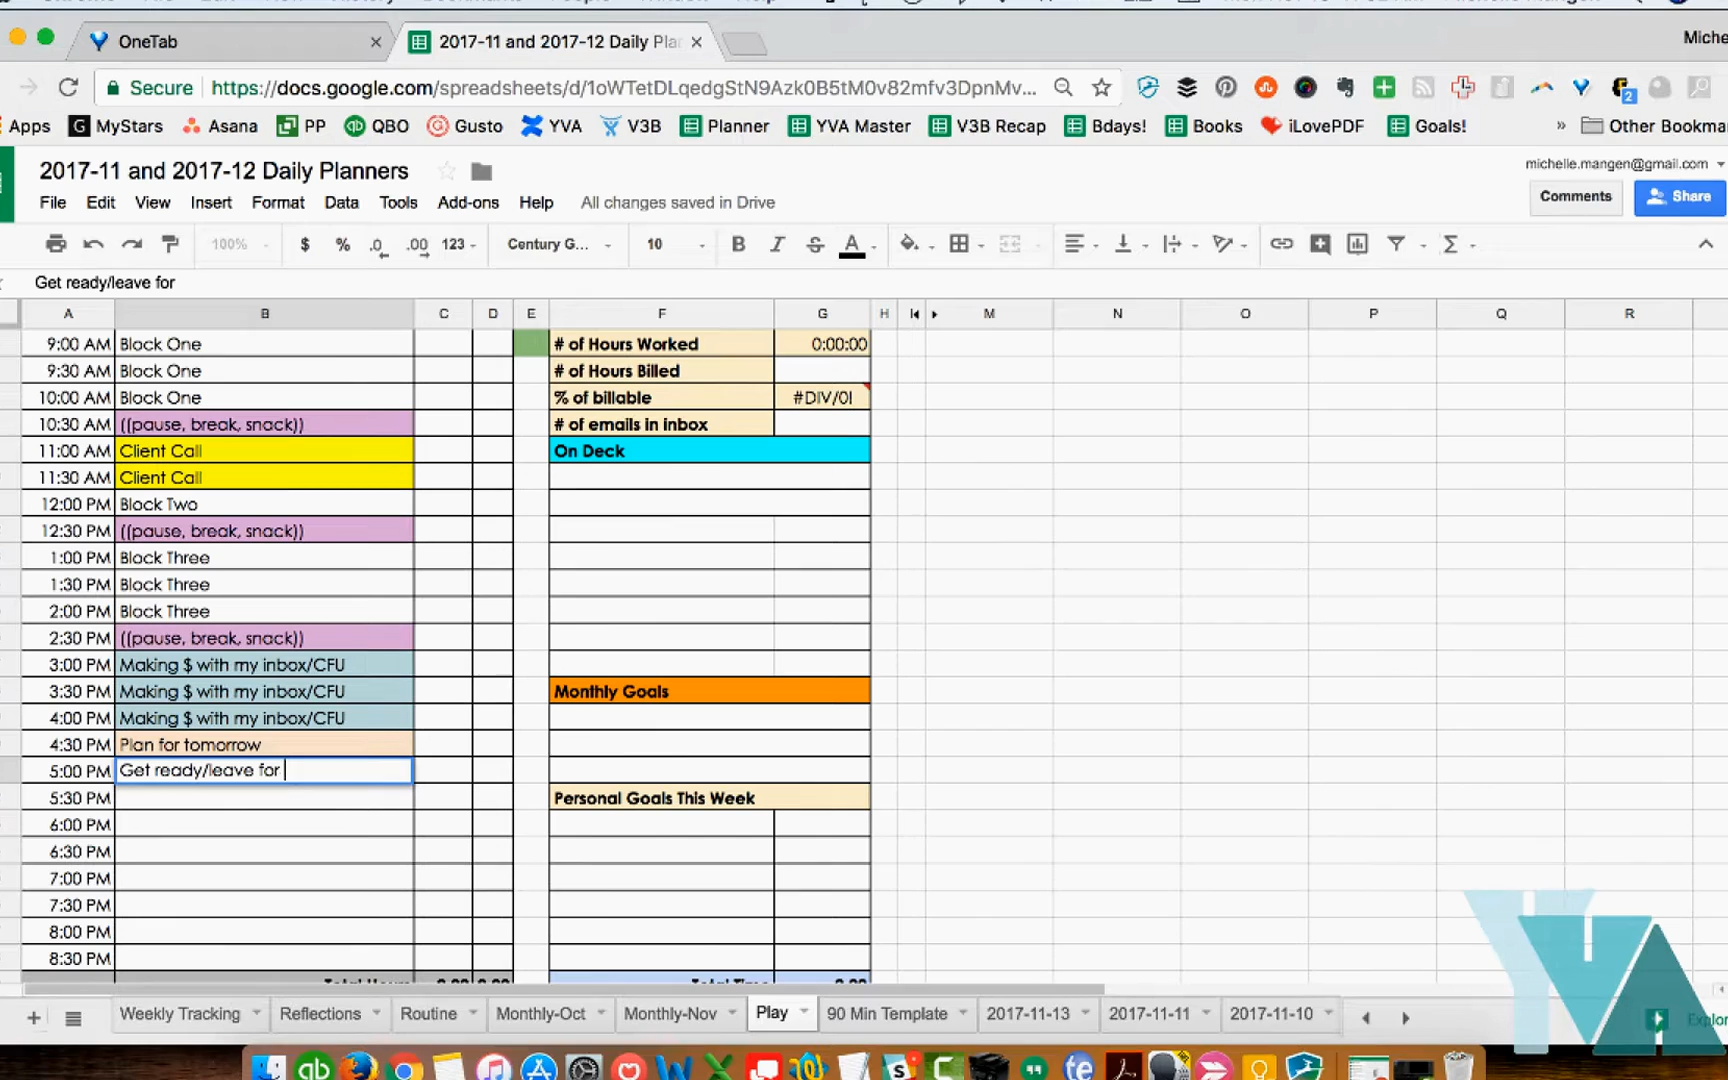 OneTab
2017-11 and 2017-12 Daily Pla
Miche
Secure
https://docs.google.com/spreadsheets/d/1oWTetDLqedgStN9Azk0B5tM0v82mfv3DpnMv...
2
Apps
MyStars
Asana
PP
QBO
Gusto
YVA
V3B
Planner
YVA Master
V3B Recap
Bdays!
Books
iLovePDF
Goals!
»
Other Bookma
2017-11 and 2017-12 Daily Planners
michelle.mangen@gmail.com
File Edit View Insert Format Data Tools Add-ons Help All changes saved in Drive
Comments
Share
100% $ % .0 .00 123 Century G... 10 B I S A Σ
Get ready/leave for
A B C D E F G H M N O P Q R
9:00 AM Block One # of Hours Worked 0:00:00
9:30 AM Block One # of Hours Billed
10:00 AM Block One % of billable #DIV/0!
10:30 AM ((pause, break, snack)) # of emails in inbox
11:00 AM Client Call On Deck
11:30 AM Client Call
12:00 PM Block Two
12:30 PM ((pause, break, snack))
1:00 PM Block Three
1:30 PM Block Three
2:00 PM Block Three
2:30 PM ((pause, break, snack))
3:00 PM Making $ with my inbox/CFU
3:30 PM Making $ with my inbox/CFU Monthly Goals
4:00 PM Making $ with my inbox/CFU
4:30 PM Plan for tomorrow
5:00 PM Get ready/leave for
5:30 PM Personal Goals This Week
6:00 PM
6:30 PM
7:00 PM
7:30 PM
8:00 PM
8:30 PM
Weekly Tracking Reflections Routine Monthly-Oct Monthly-Nov Play 90 Min Template 2017-11-13 2017-11-11 2017-11-10
Explor